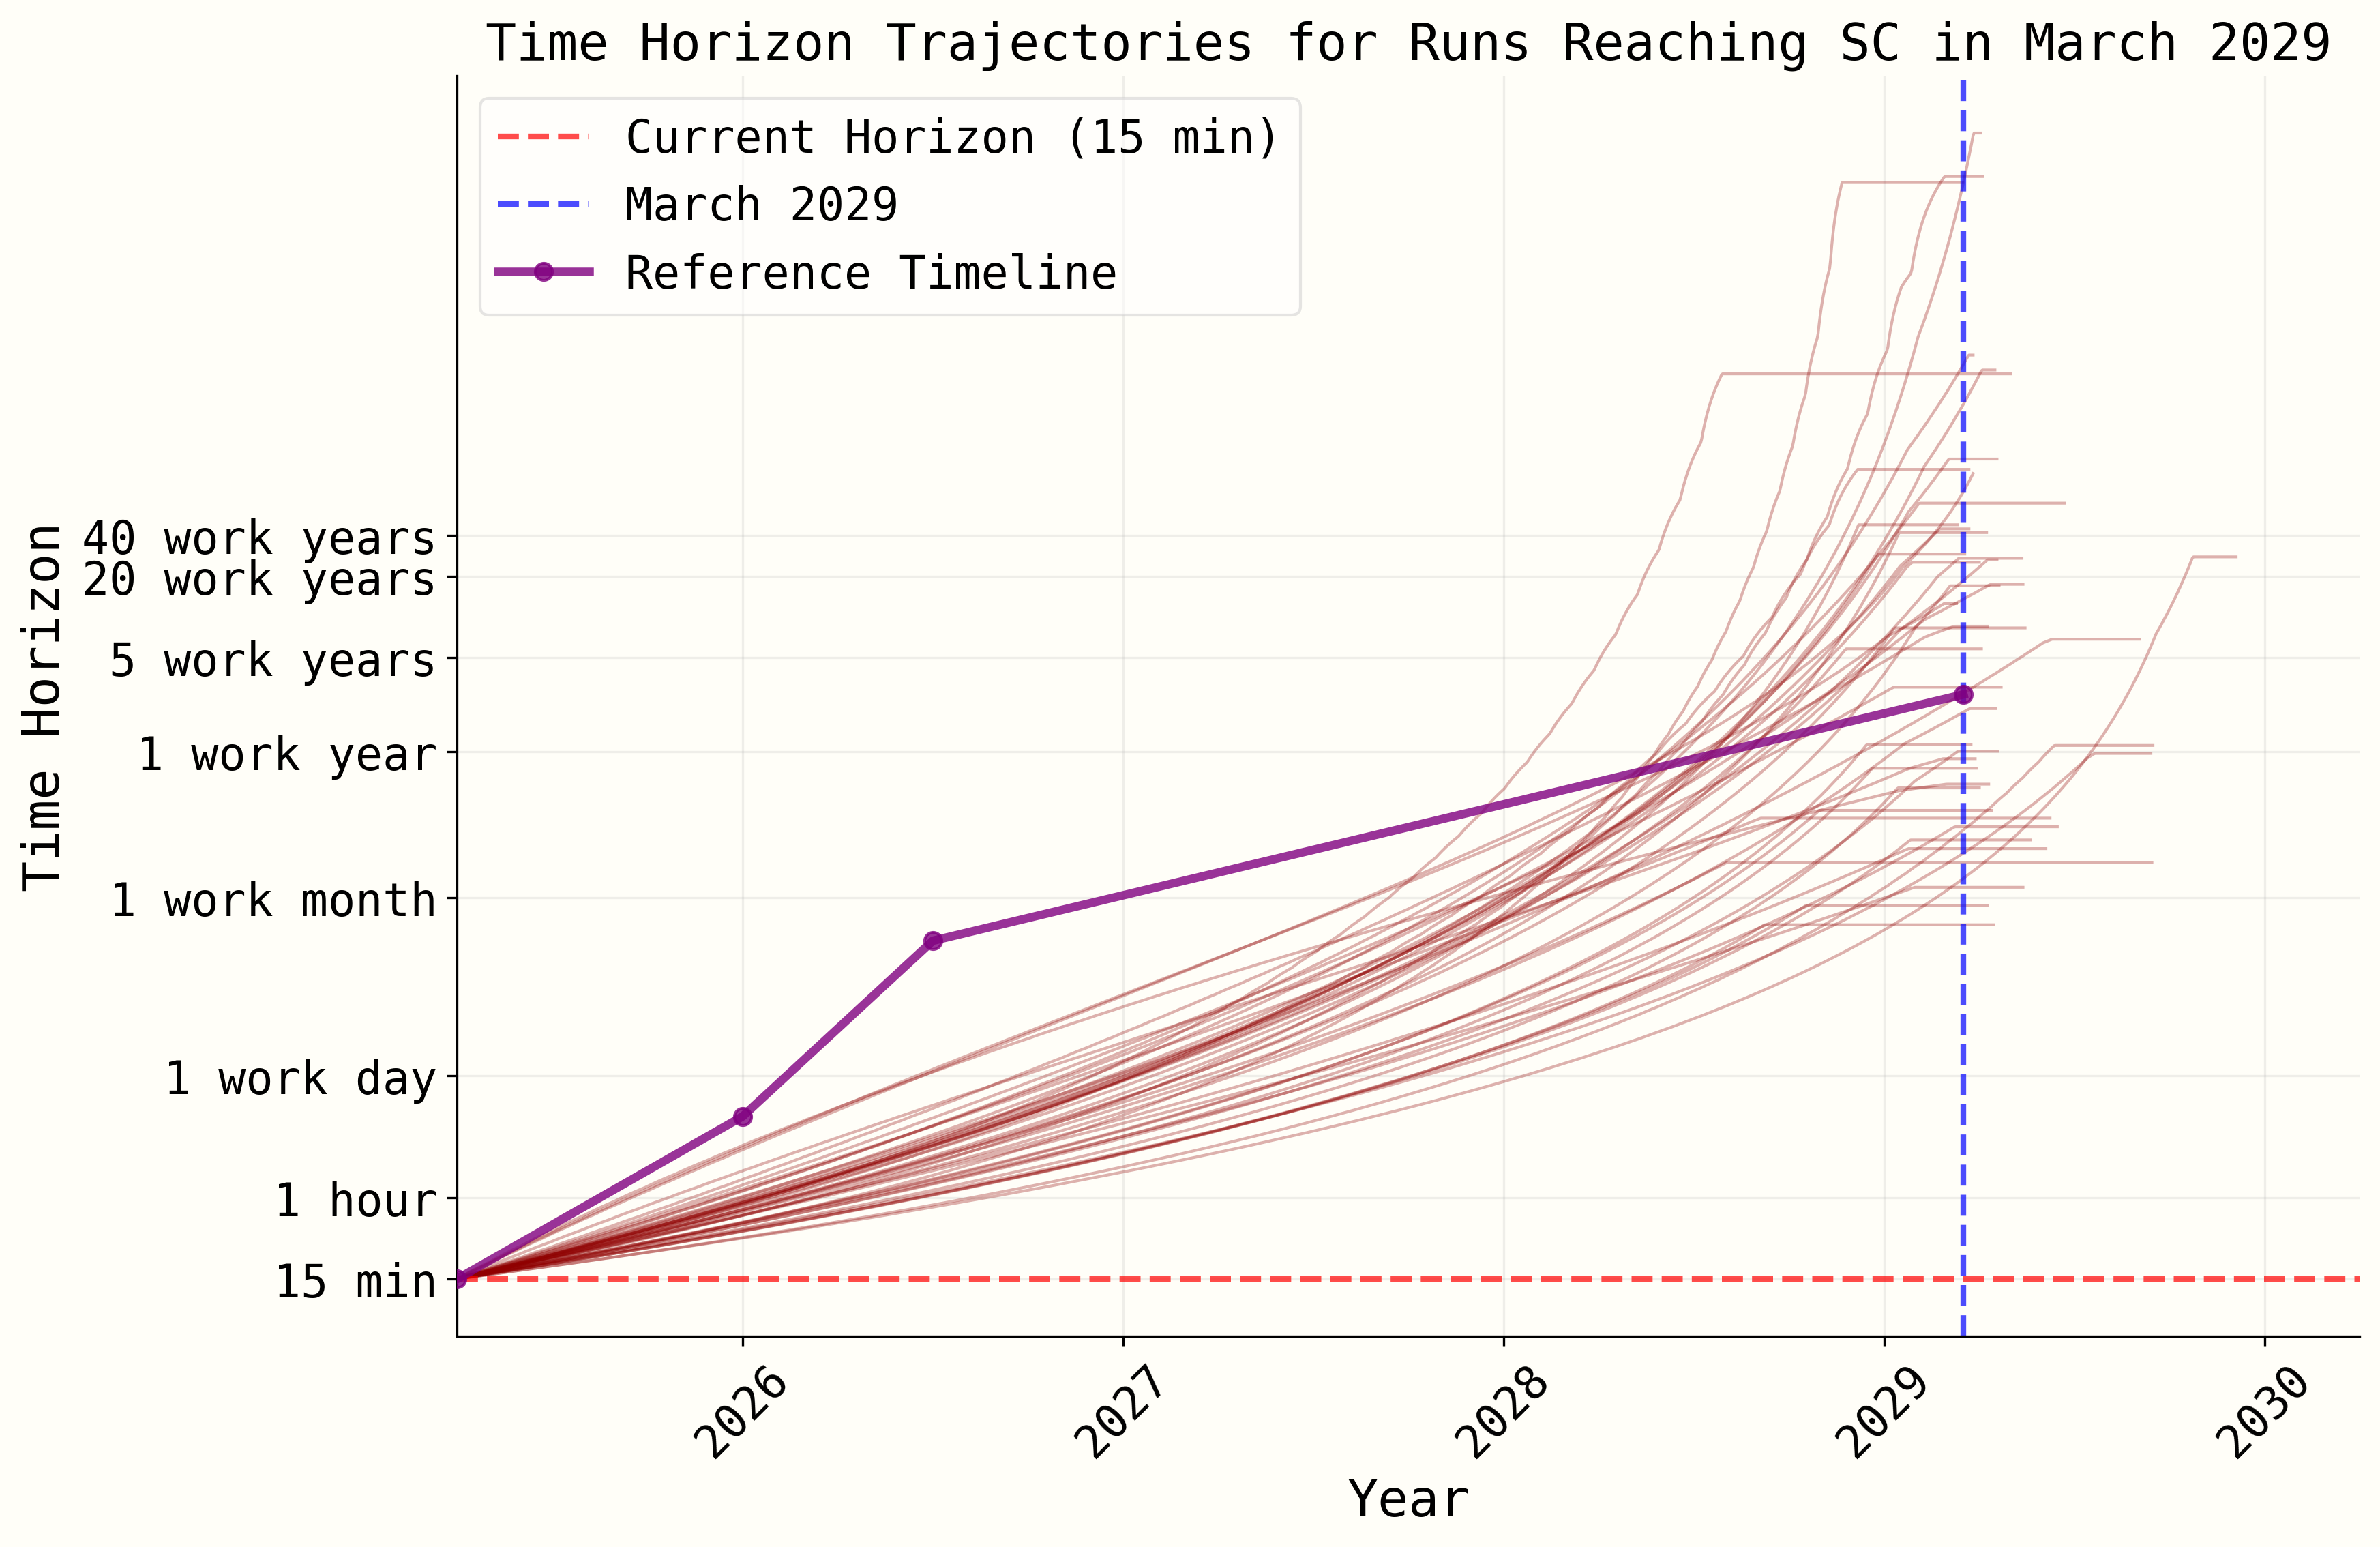 Time Horizon Trajectories for Runs Reaching SC in March 2029
Current Horizon (15 min)
March 2029
Reference Timeline
Time Horizon
40 work years
20 work years
5 work years
1 work year
1 work month
1 work day
1 hour
15 min
2026
2027
2028
2029
2030
Year